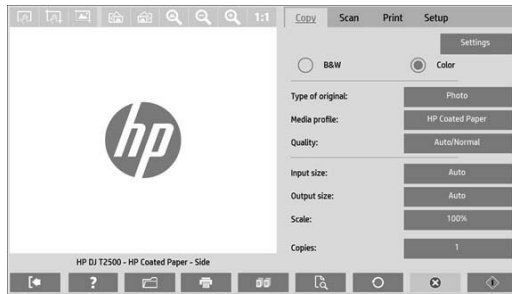 1:1
Copy Scan Print Setup
Settings
B&W Color
Type of original: Photo
Media profile: HP Coated Paper
Quality: Auto/Normal
Input size: Auto
Output size: Auto
Scale: 100%
Copies: 1
hp
HP DJ T2500 - HP Coated Paper - Side
?